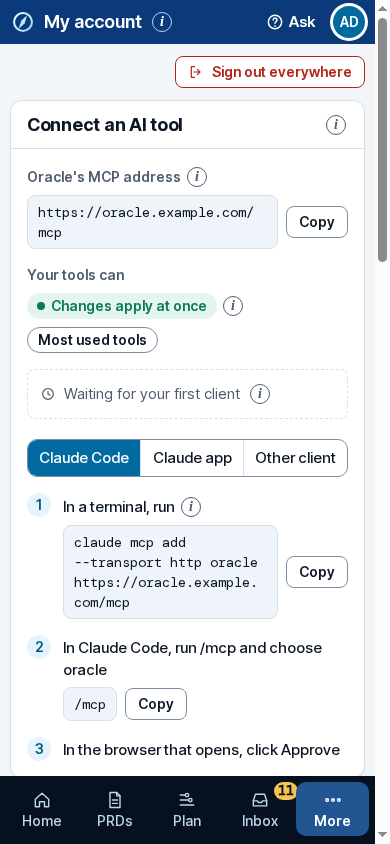 My account
i
Ask
AD
Sign out everywhere
Connect an AI tool
i
Oracle's MCP address
i
https://oracle.example.com/
mcp
Copy
Your tools can
Changes apply at once
i
Most used tools
Waiting for your first client
i
Claude Code
Claude app
Other client
1
In a terminal, run
i
claude mcp add
--transport http oracle
https://oracle.example.
com/mcp
Copy
2
In Claude Code, run /mcp and choose
oracle
/mcp
Copy
3
In the browser that opens, click Approve
Home
PRDs
Plan
11
Inbox
More